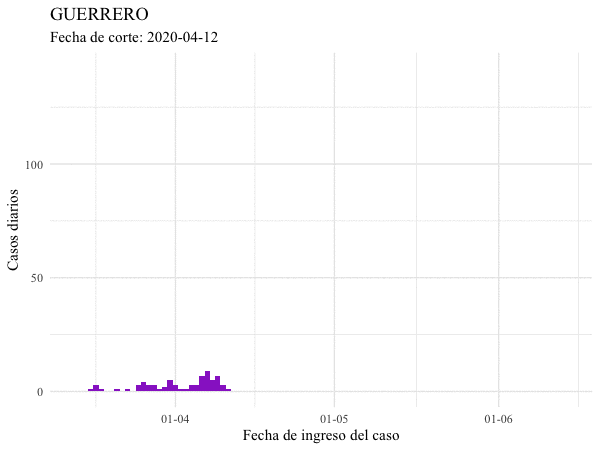 GUERRERO
Fecha de corte: 2020-04-12
Casos diarios
100
50
0
01-04
01-05
01-06
Fecha de ingreso del caso